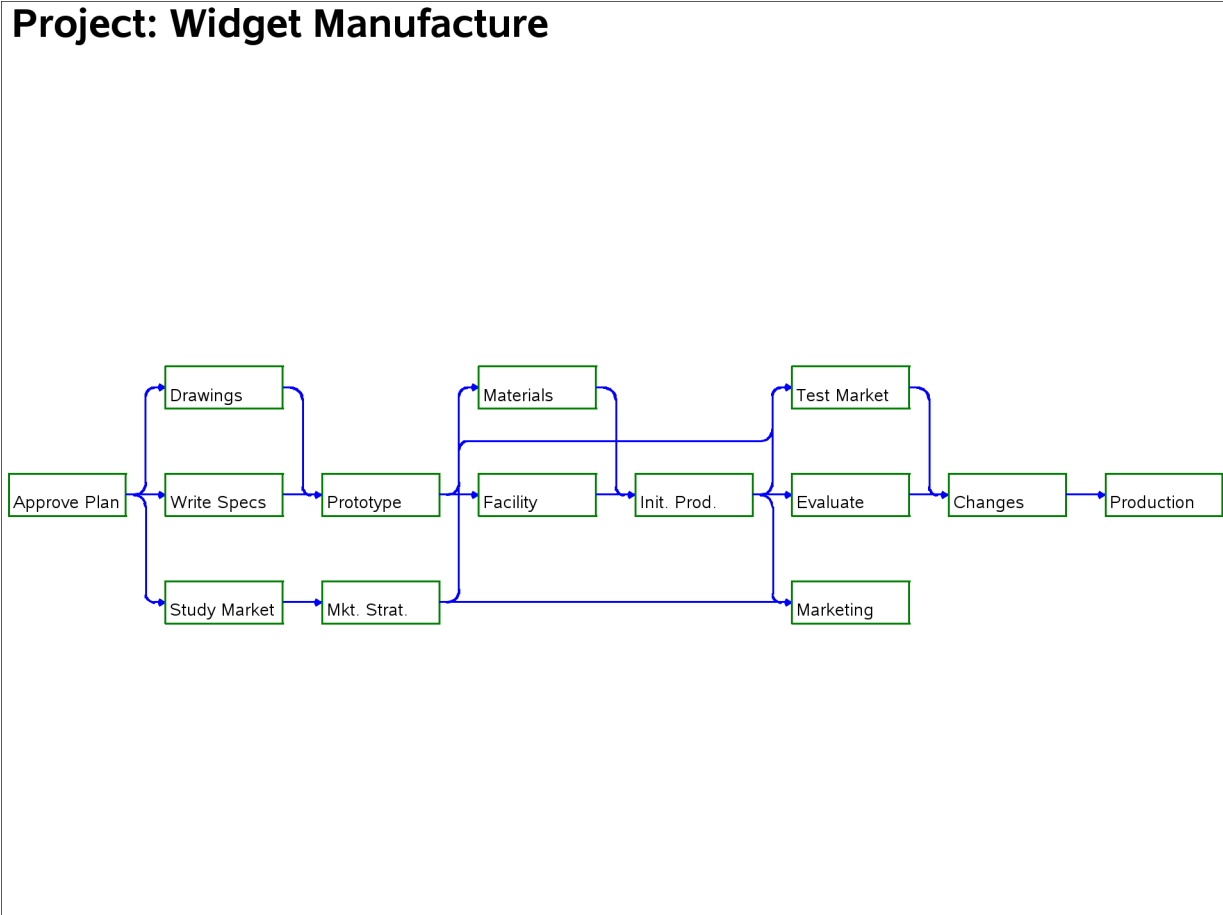 Project: Widget Manufacture
Drawings
Materials
Test Market
Approve Plan
Write Specs
Prototype
Facility
Init. Prod.
Evaluate
Changes
Production
Study Market
Mkt. Strat.
Marketing